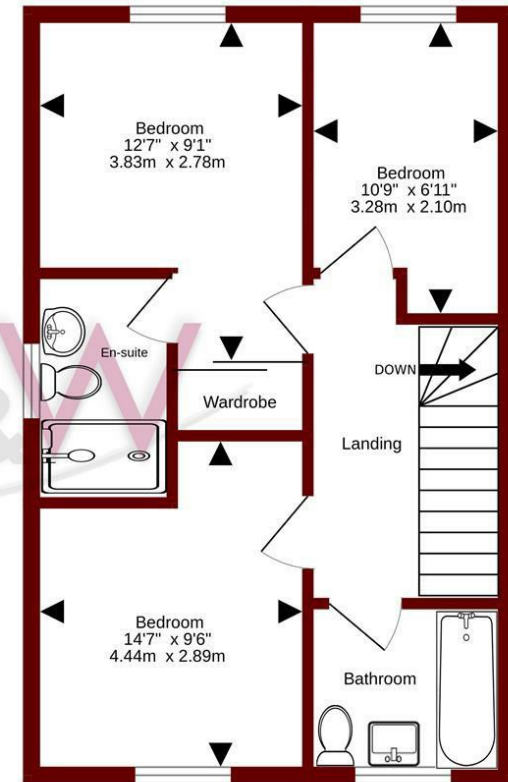 Bedroom
12'7" x 9'1"
3.83m x 2.78m
Bedroom
10'9" x 6'11"
3.28m x 2.10m
En-suite
DOWN
Wardrobe
Landing
Bedroom
14'7" x 9'6"
4.44m x 2.89m
Bathroom
&W